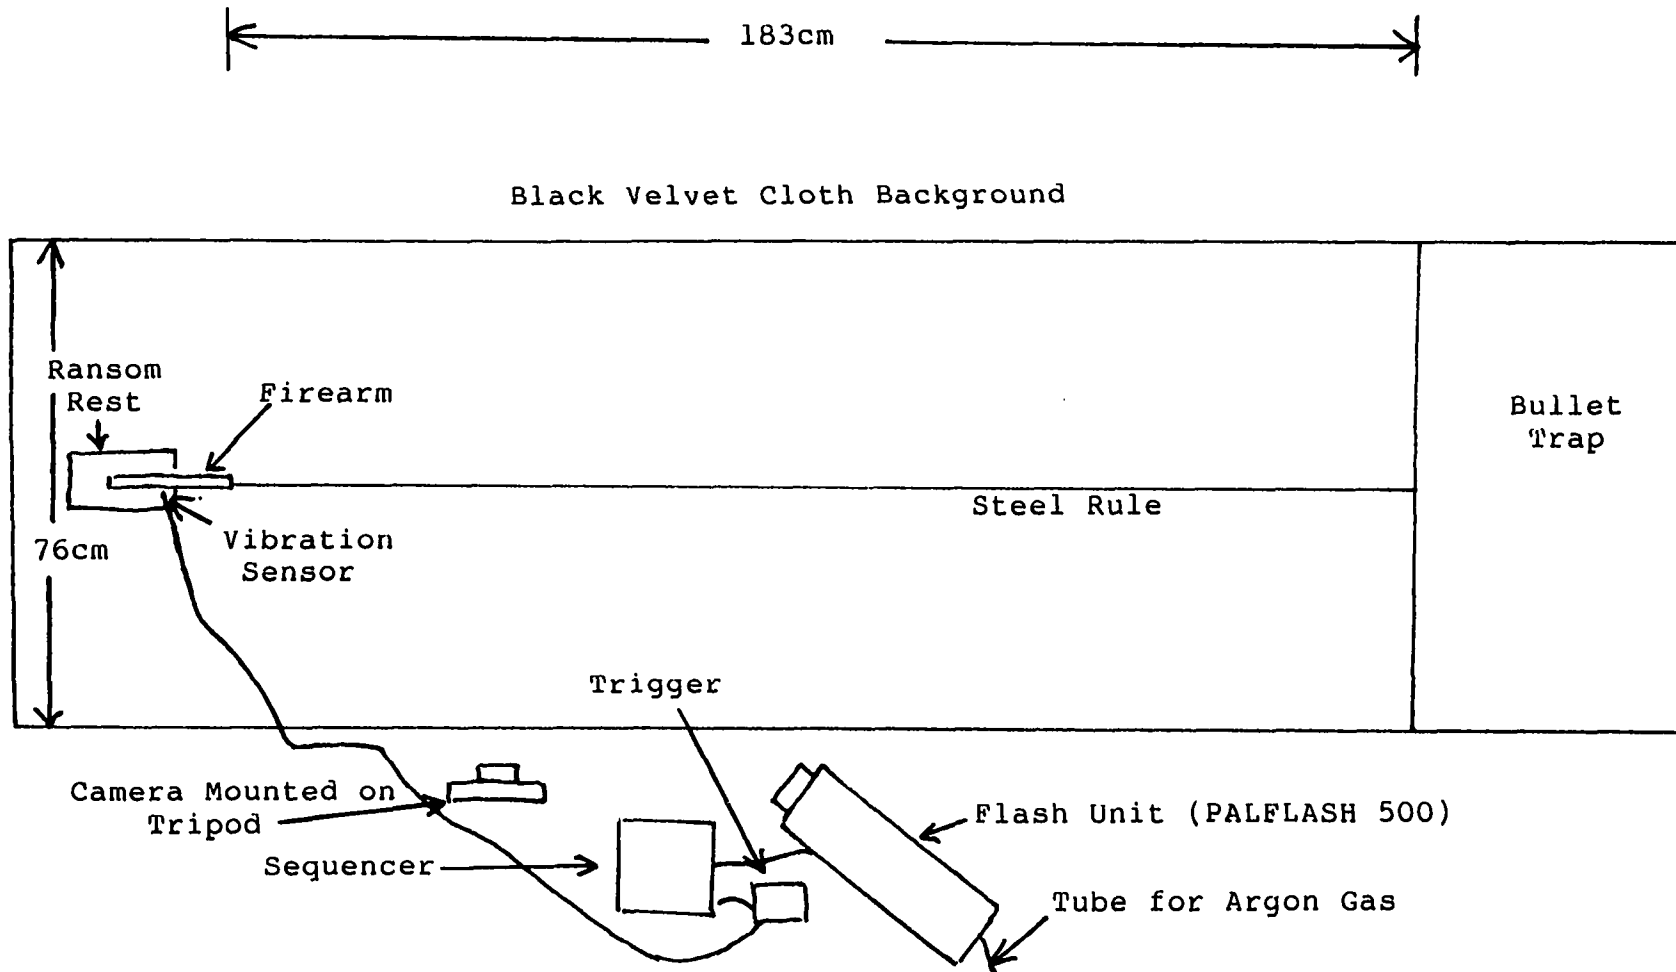 183cm
Black Velvet Cloth Background
Ransom
Rest
Firearm
Bullet
Trap
Steel Rule
Vibration
Sensor
76cm
Trigger
Camera Mounted on
Tripod
Flash Unit (PALFLASH 500)
Sequencer
Tube for Argon Gas